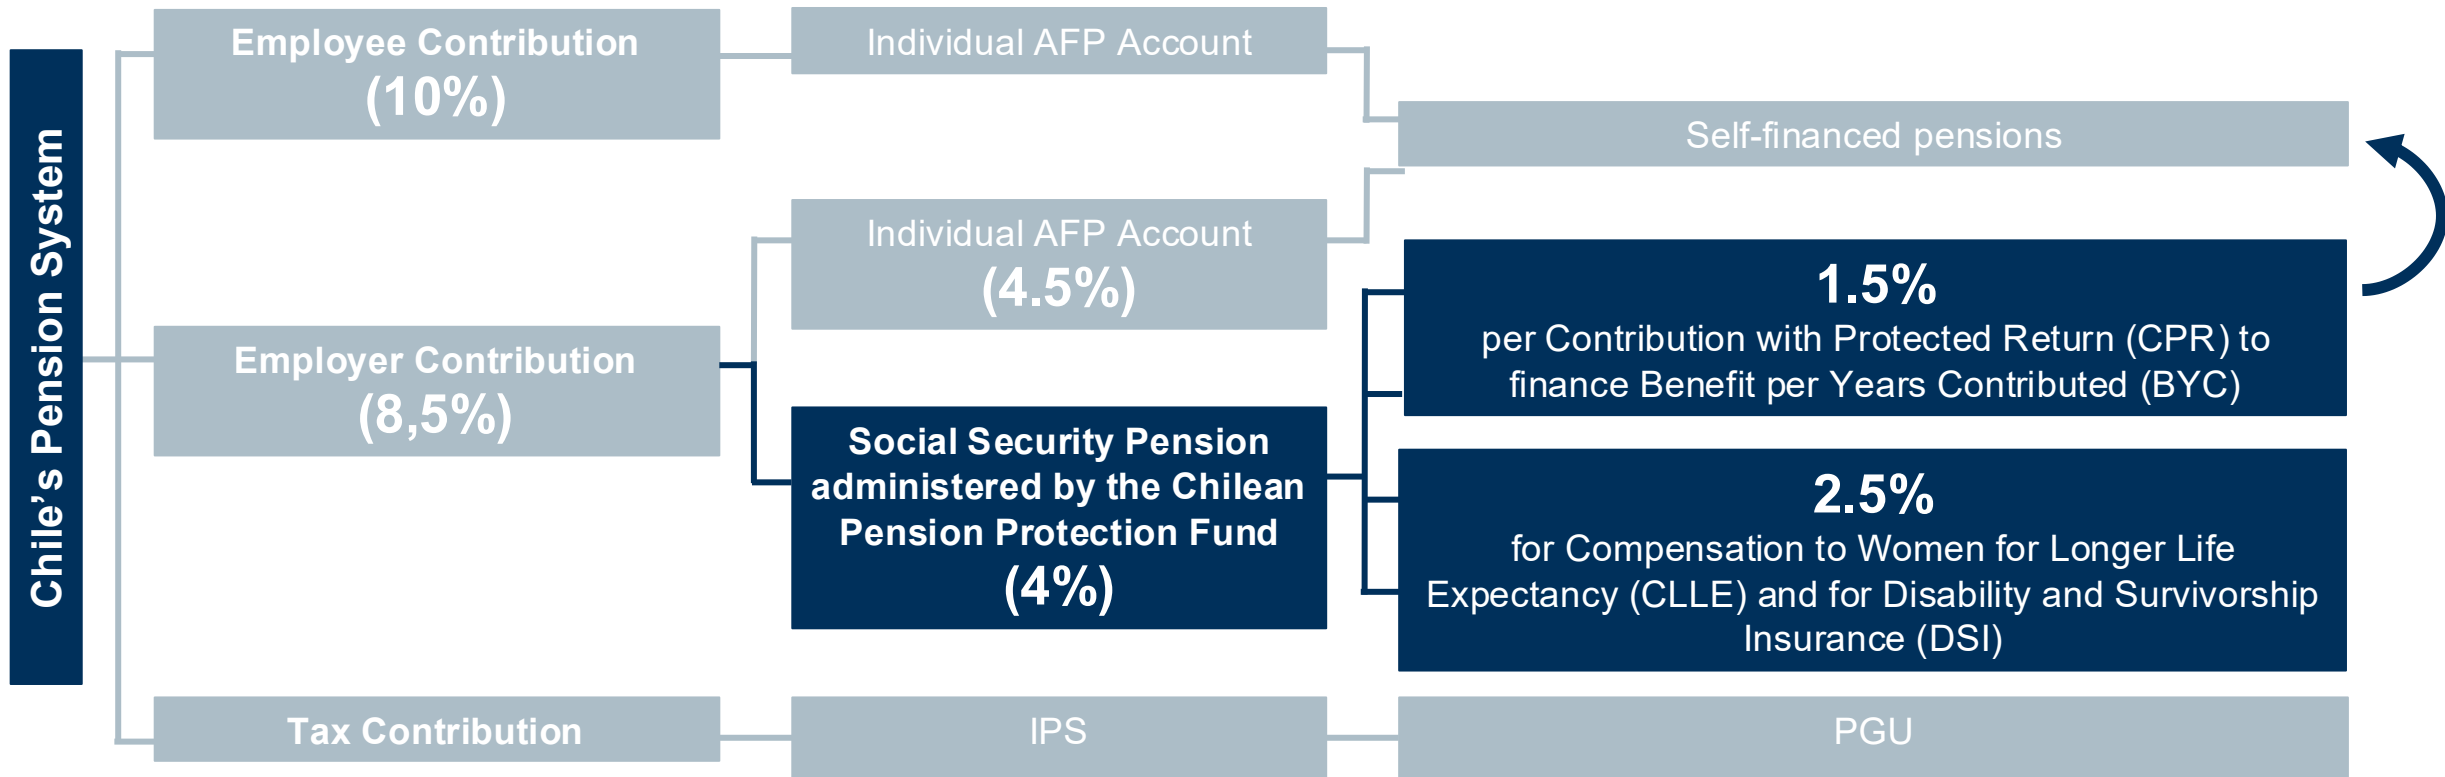 Chile’s Pension System
Employee Contribution
(10%)
Individual AFP Account
Self-financed pensions
Employer Contribution
(8,5%)
Individual AFP Account
(4.5%)
Social Security Pension
administered by the Chilean
Pension Protection Fund
(4%)
1.5%
per Contribution with Protected Return (CPR) to
finance Benefit per Years Contributed (BYC)
2.5%
for Compensation to Women for Longer Life
Expectancy (CLLE) and for Disability and Survivorship
Insurance (DSI)
Tax Contribution
IPS
PGU